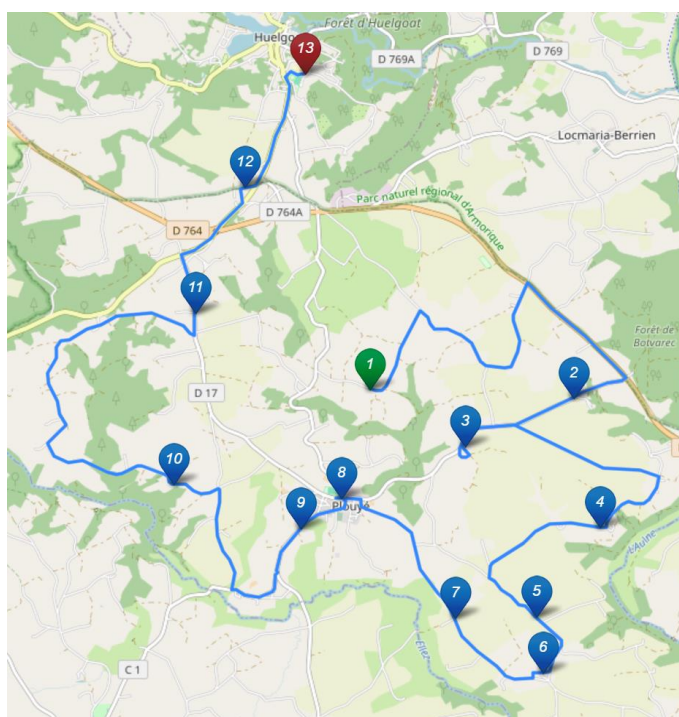 Forêt d'Huelgoat
Huelgo
13
D 769
D 769A
Locmaria-Berrien
12
Parc naturel régional d'Armorique
D 764A
D 764
11
Forêt de
Botvarec
1
2
D 17
3
10
8
9
Plouyé
4
l'Aulne
5
7
Ellez
6
C 1